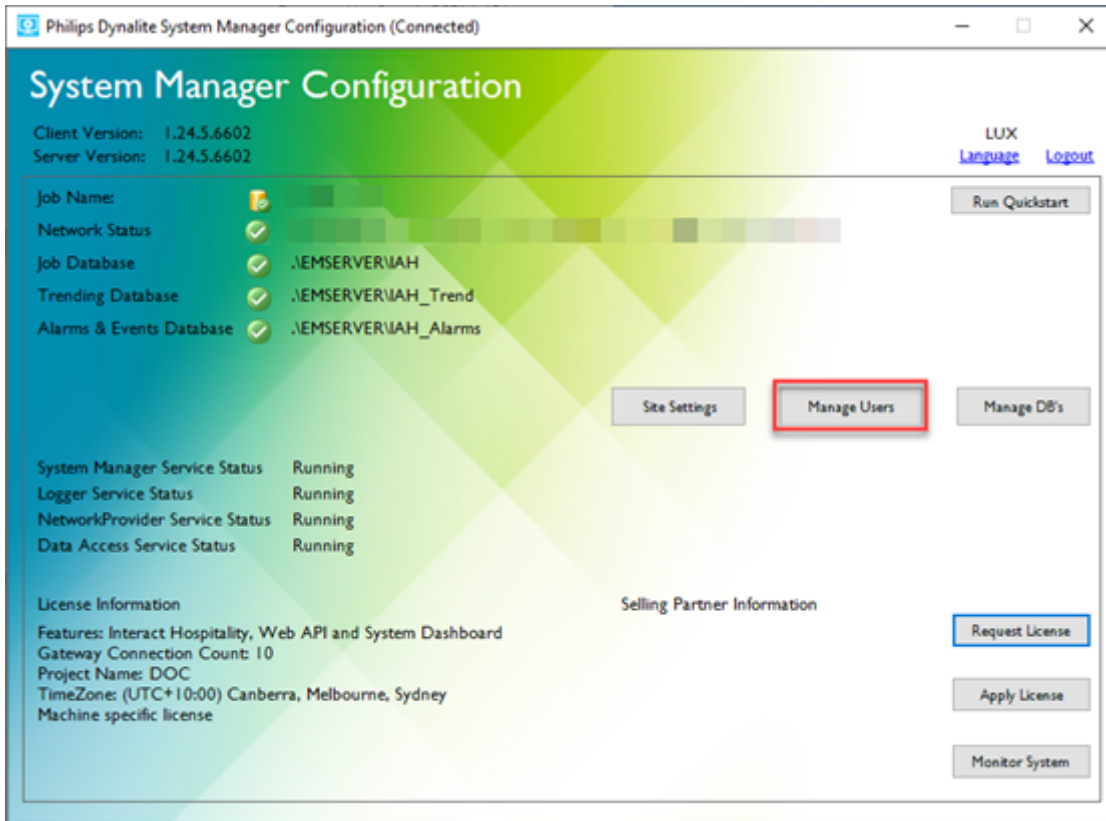 Philips Dynalite System Manager Configuration (Connected)
System Manager Configuration
Client Version: 1.24.5.6602
Server Version: 1.24.5.6602
LUX
Language Logout
Job Name:
Run Quickstart
Network Status
Job Database .\EMSERVER\IAH
Trending Database .\EMSERVER\IAH_Trend
Alarms & Events Database .\EMSERVER\IAH_Alarms
Site Settings Manage Users Manage DB's
System Manager Service Status Running
Logger Service Status Running
NetworkProvider Service Status Running
Data Access Service Status Running
License Information Selling Partner Information
Features: Interact Hospitality, Web API and System Dashboard
Request License
Gateway Connection Count: 10
Project Name: DOC
TimeZone: (UTC+10:00) Canberra, Melbourne, Sydney
Apply License
Machine specific license
Monitor System